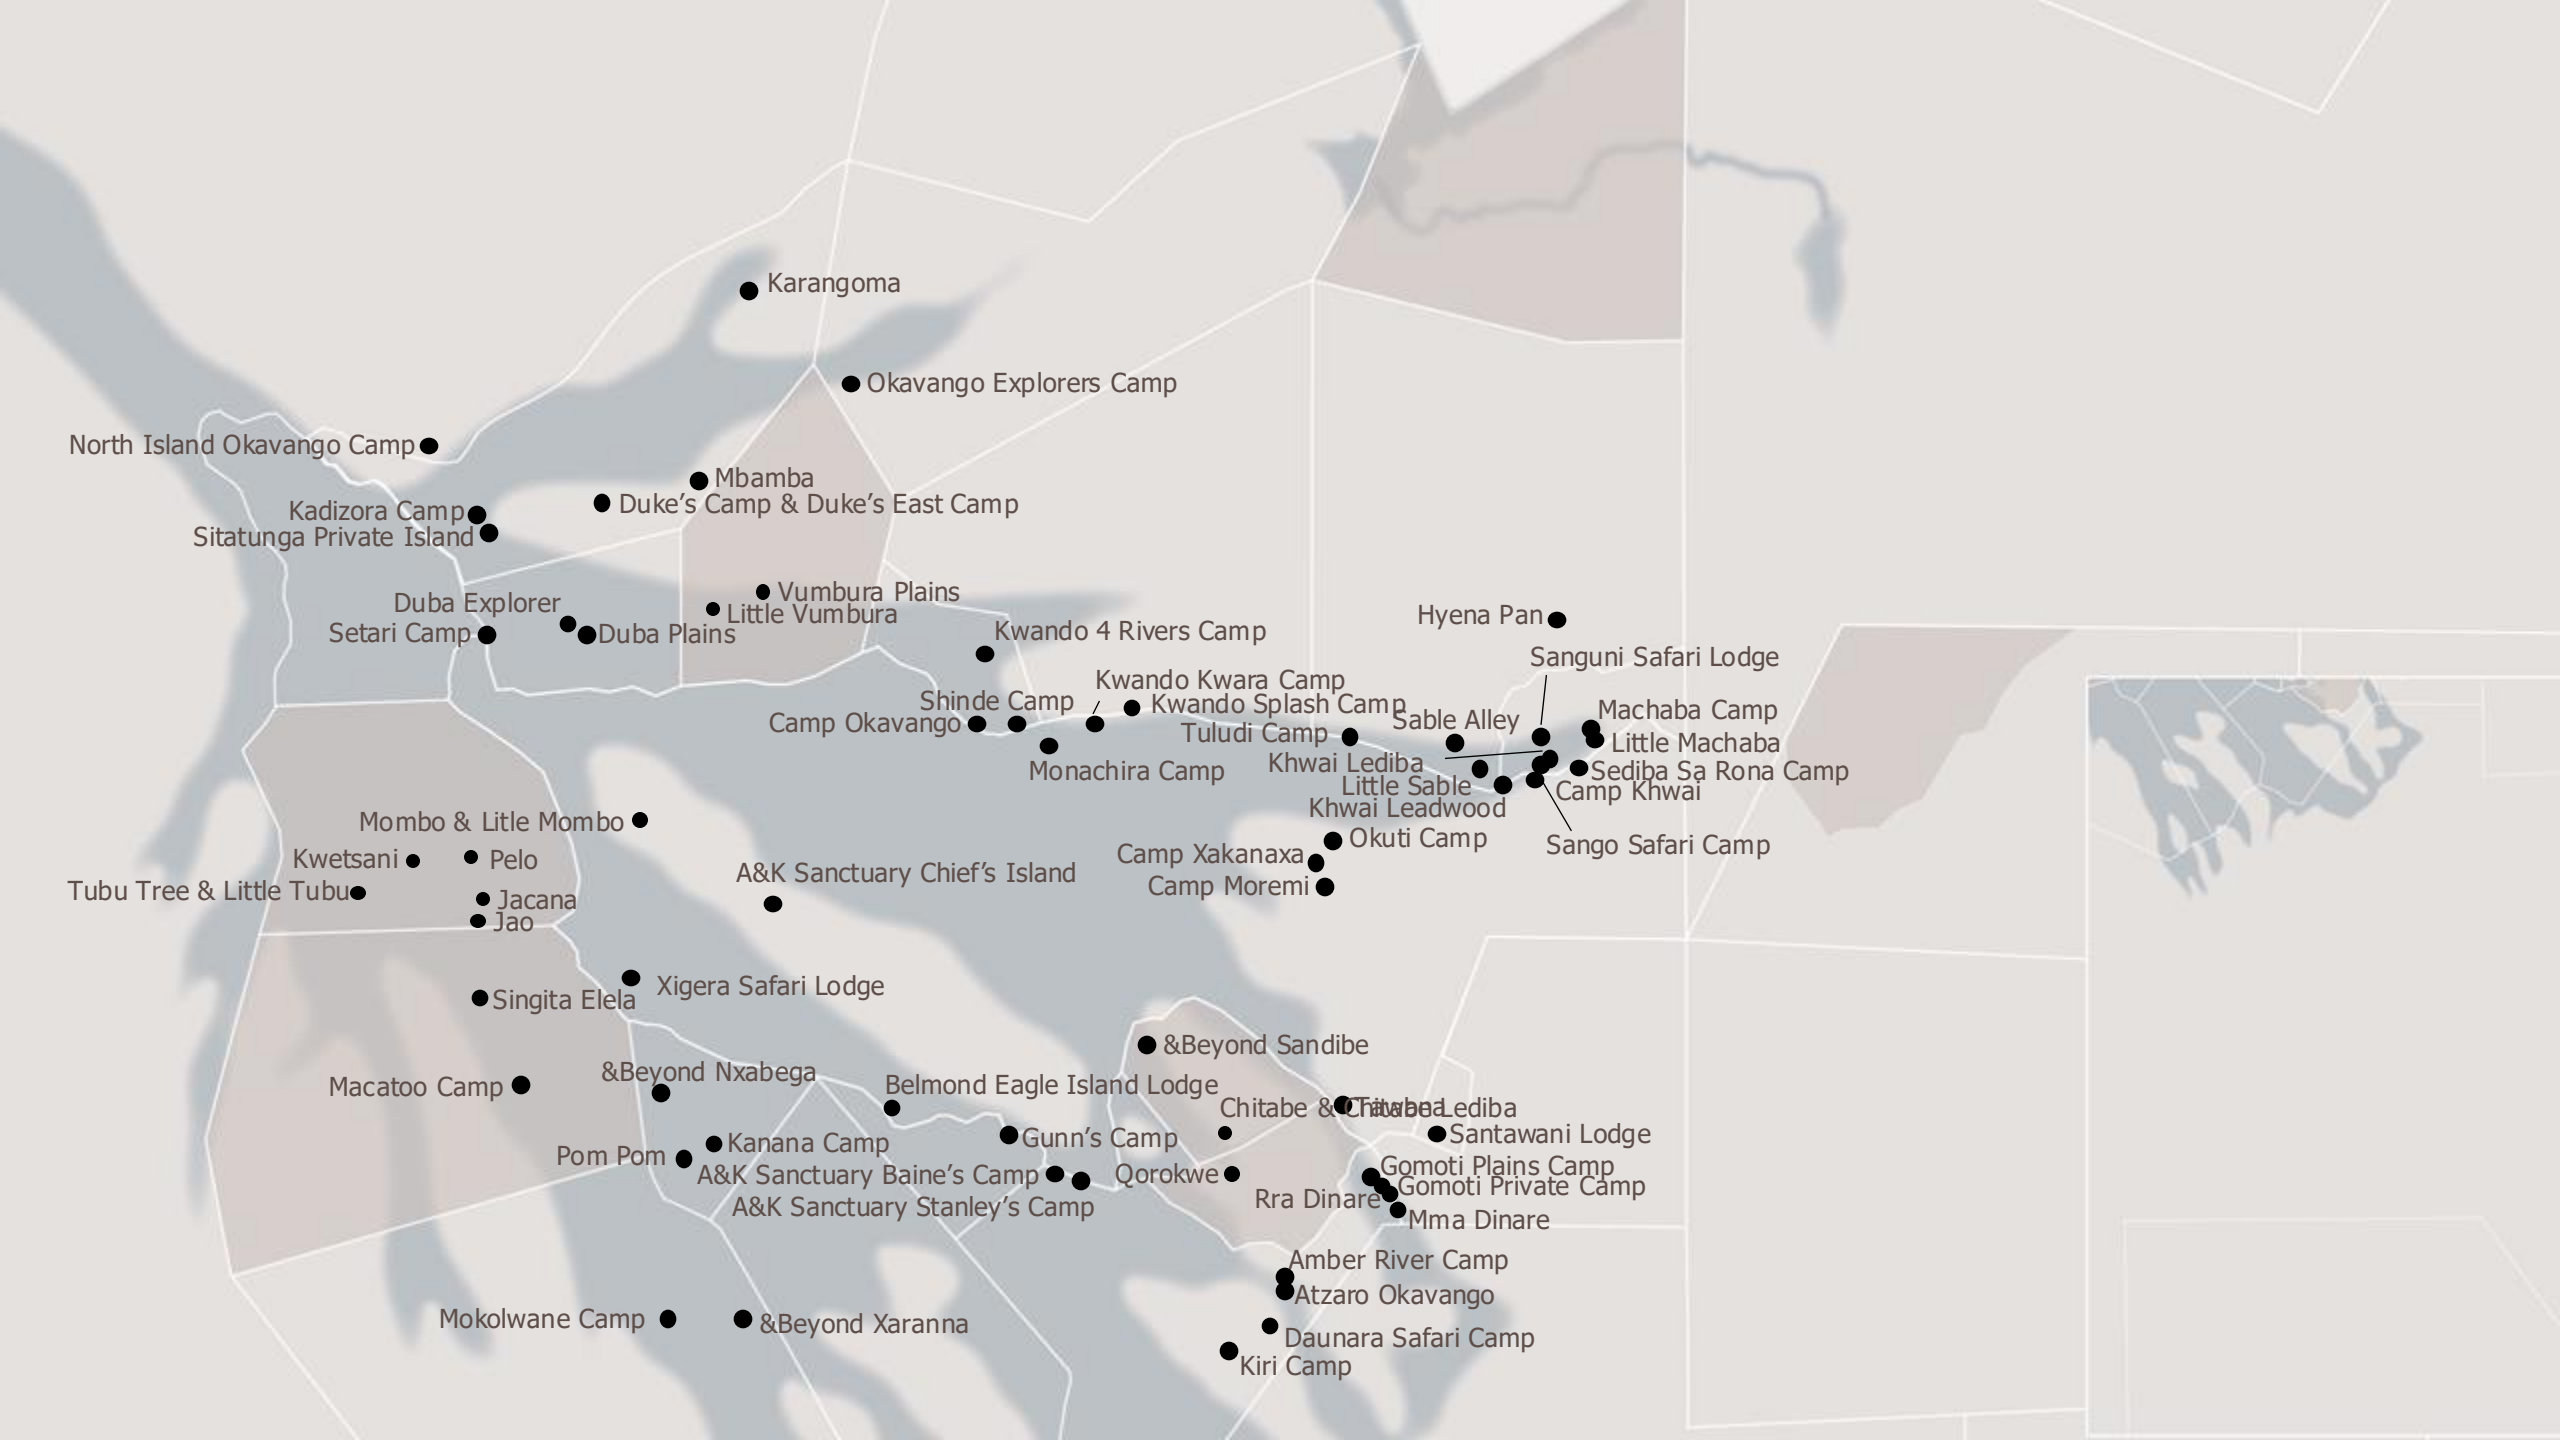 Karangoma
Okavango Explorers Camp
North Island Okavango Camp
Mbamba
Duke’s Camp & Duke’s East Camp
Kadizora Camp
Sitatunga Private Island
Vumbura Plains
Little Vumbura
Duba Explorer
Setari Camp
Duba Plains
Kwando 4 Rivers Camp
Hyena Pan
Sanguni Safari Lodge
Kwando Kwara Camp
Shinde Camp
Kwando Splash Camp
Camp Okavango
Sable Alley
Machaba Camp
Tuludi Camp
Little Machaba
Monachira Camp
Khwai Lediba
Sediba Sa Rona Camp
Little Sable
Camp Khwai
Khwai Leadwood
Mombo & Litle Mombo
Okuti Camp
Sango Safari Camp
Kwetsani
Pelo
Camp Xakanaxa
A&K Sanctuary Chief’s Island
Camp Moremi
Tubu Tree & Little Tubu
Jacana
Jao
Xigera Safari Lodge
Singita Elela
&Beyond Sandibe
&Beyond Nxabega
Macatoo Camp
Belmond Eagle Island Lodge
Chitabe & Chitabe Lediba
Tawana
Santawani Lodge
Gunn’s Camp
Kanana Camp
Pom Pom
Gomoti Plains Camp
A&K Sanctuary Baine’s Camp
Qorokwe
Gomoti Private Camp
Rra Dinare
A&K Sanctuary Stanley’s Camp
Mma Dinare
Amber River Camp
Atzaro Okavango
Mokolwane Camp
&Beyond Xaranna
Daunara Safari Camp
Kiri Camp